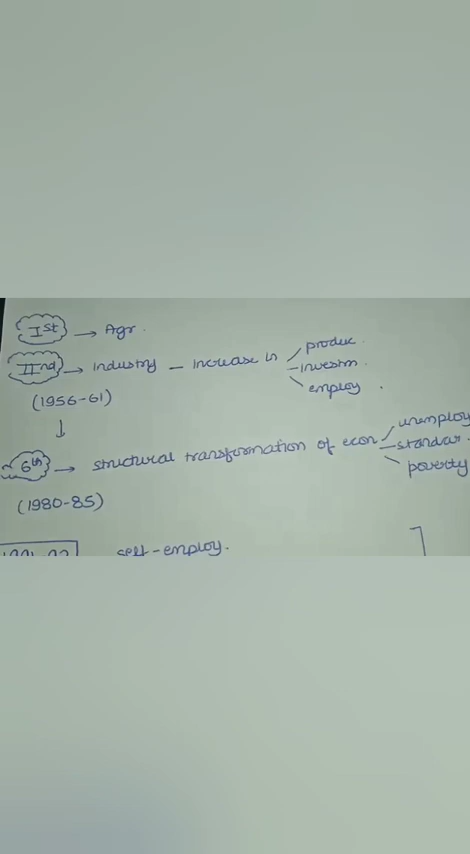 Ist → Agr.
IInd → industry – increase in produc.
– investm.
employ.
(1956-61)
↓
6th → structural transformation of econ unemploy
– standar.
poverty
(1980-85)
self-employ.